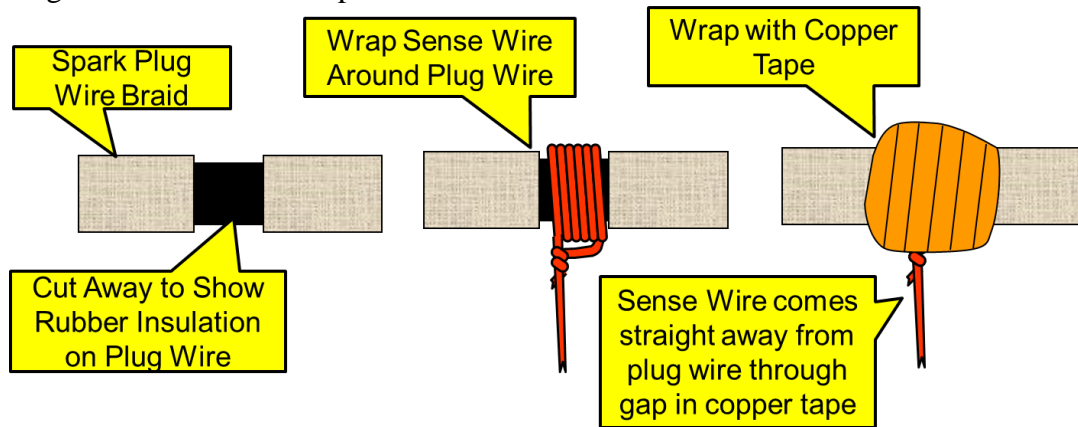 Spark Plug
Wire Braid
Cut Away to Show
Rubber Insulation
on Plug Wire
Wrap Sense Wire
Around Plug Wire
Wrap with Copper
Tape
Sense Wire comes
straight away from
plug wire through
gap in copper tape